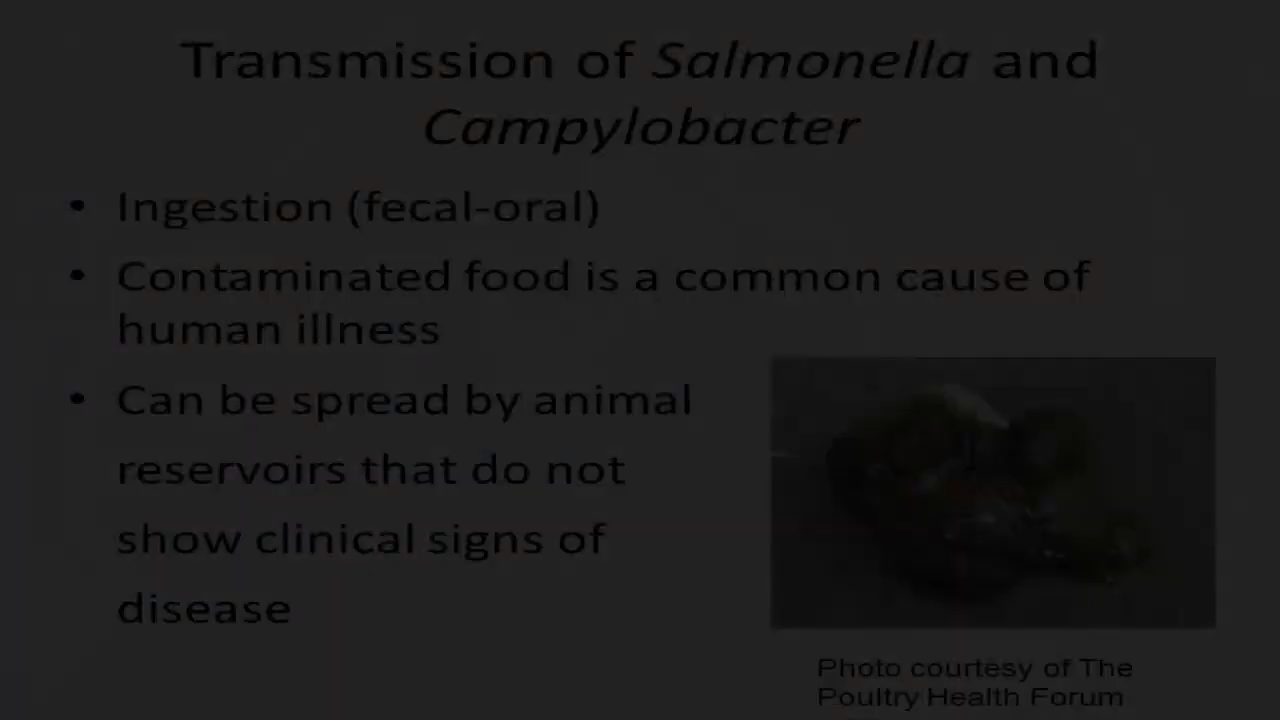 Transmission of Salmonella and
Campylobacter
• Ingestion (fecal-oral)
• Contaminated food is a common cause of
human illness
• Can be spread by animal
reservoirs that do not
show clinical signs of
disease
Photo courtesy of The
Poultry Health Forum